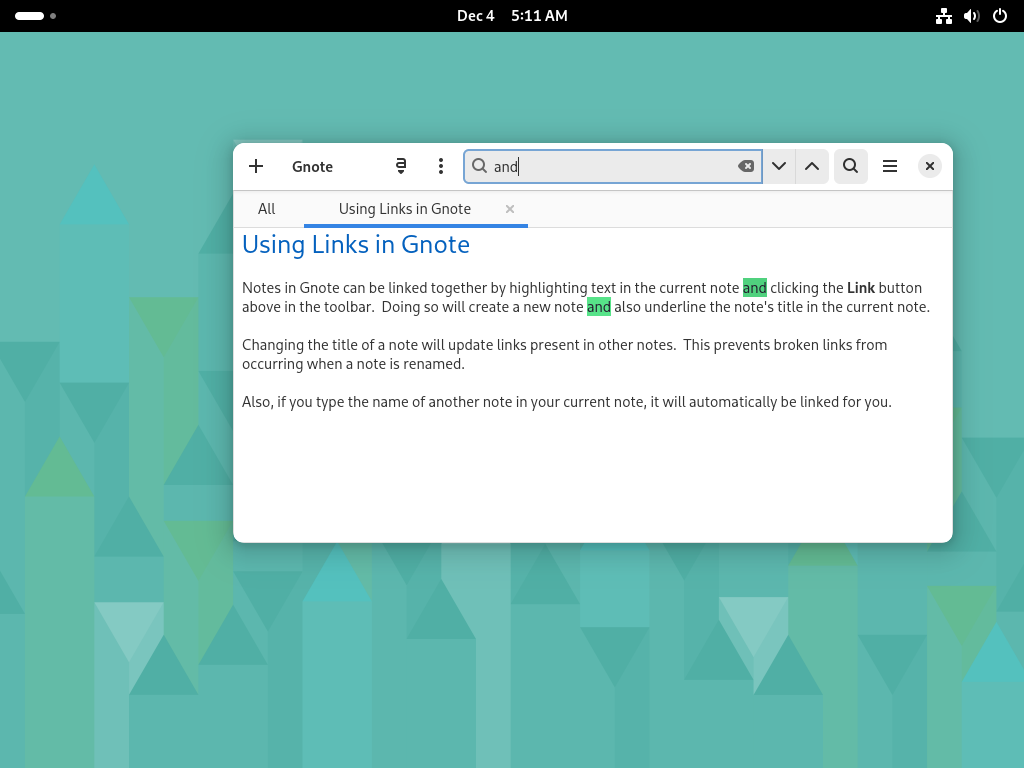 Dec 4 5:11 AM
Gnote
a
and
All
Using Links in Gnote
Using Links in Gnote
Notes in Gnote can be linked together by highlighting text in the current note and clicking the Link button
above in the toolbar.  Doing so will create a new note and also underline the note's title in the current note.
Changing the title of a note will update links present in other notes.  This prevents broken links from
occurring when a note is renamed.
Also, if you type the name of another note in your current note, it will automatically be linked for you.